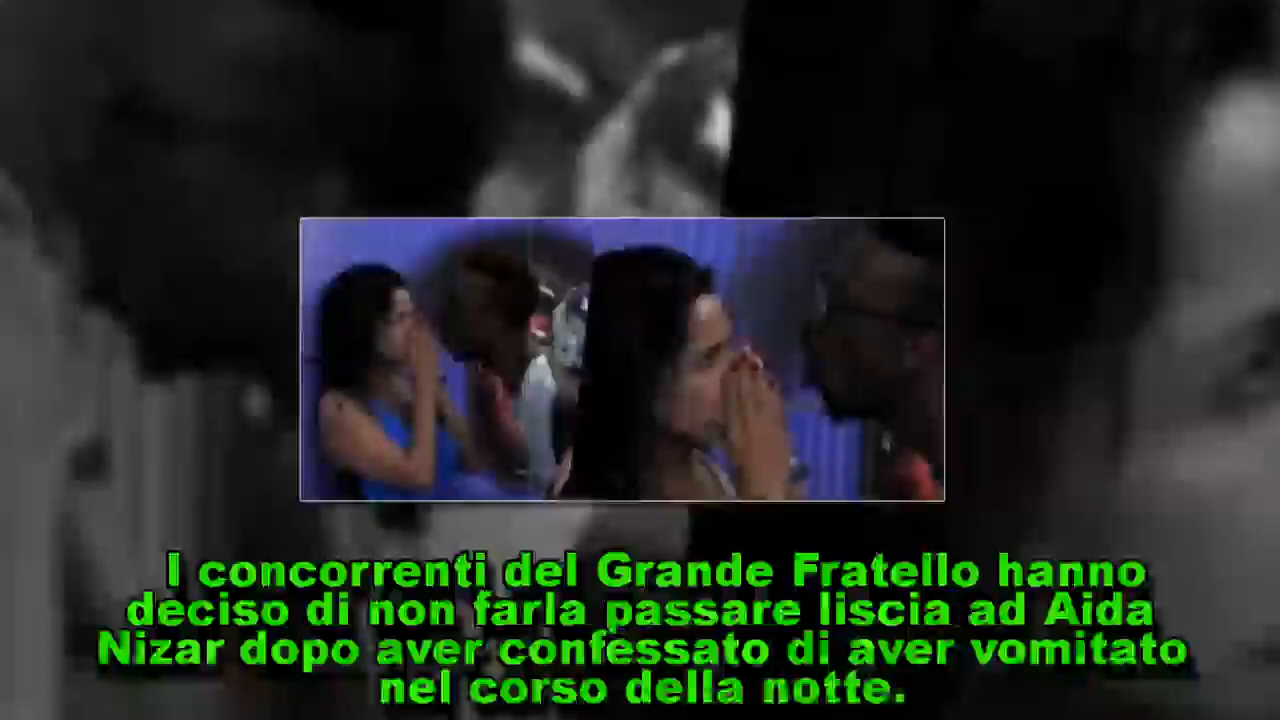 I concorrenti del Grande Fratello hanno
deciso di non farla passare liscia ad Aida
Nizar dopo aver confessato di aver vomitato
nel corso della notte.